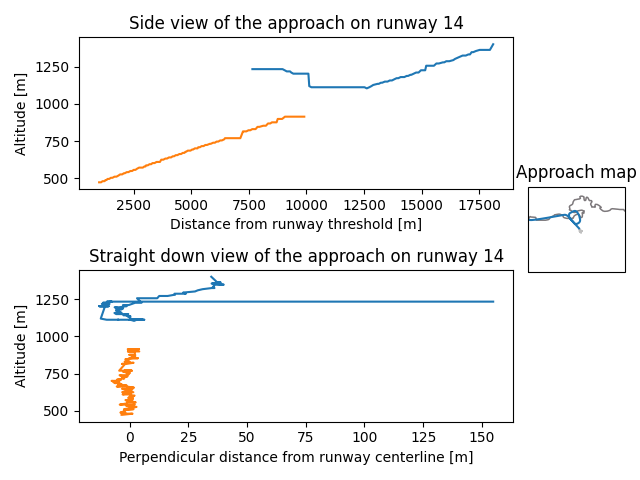 Side view of the approach on runway 14
Altitude [m]
1250
1000
750
500
2500 5000 7500 10000 12500 15000 17500
Distance from runway threshold [m]
Approach map
Straight down view of the approach on runway 14
Altitude [m]
1250
1000
750
500
0 25 50 75 100 125 150
Perpendicular distance from runway centerline [m]